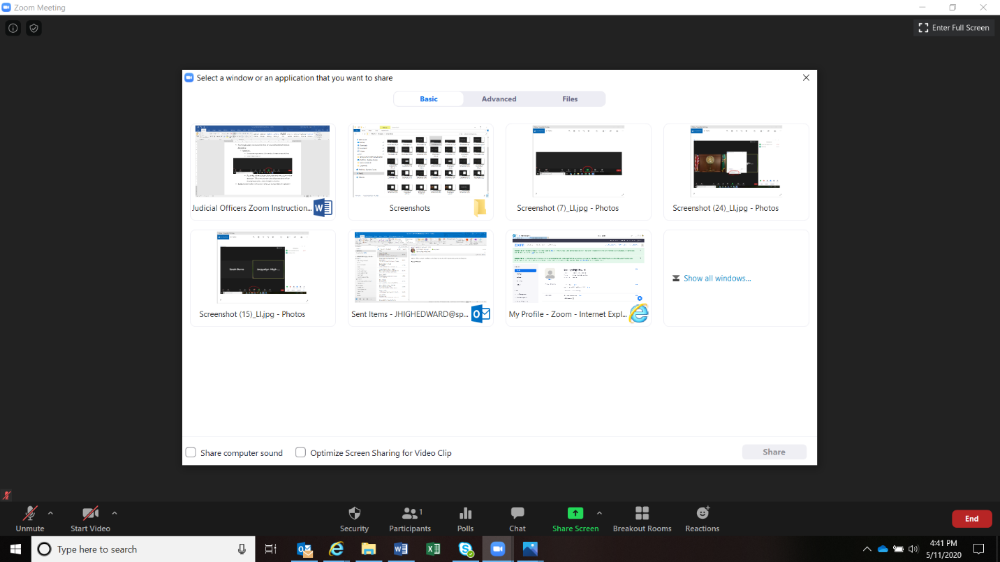 Zoom Meeting
Enter Full Screen
Select a window or an application that you want to share
Basic Advanced Files
Judicial Officers Zoom Instruction...
Screenshots
Screenshot (7)_LI.jpg - Photos
Screenshot (24)_LI.jpg - Photos
Screenshot (15)_LI.jpg - Photos
Sent Items - JHIGHEDWARD@sp...
My Profile - Zoom - Internet Expl...
Show all windows...
Share computer sound Optimize Screen Sharing for Video Clip Share
Unmute Start Video Security Participants 1 Polls Chat Share Screen Breakout Rooms Reactions End
Type here to search
4:41 PM
5/11/2020